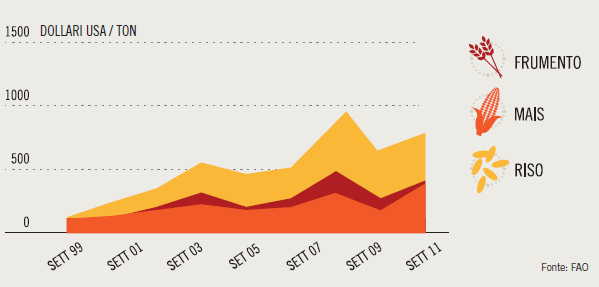 1500 DOLLARI USA / TON
1000
500
0
SETT 99
SETT 01
SETT 03
SETT 05
SETT 07
SETT 09
SETT 11
FRUMENTO
MAIS
RISO
Fonte: FAO